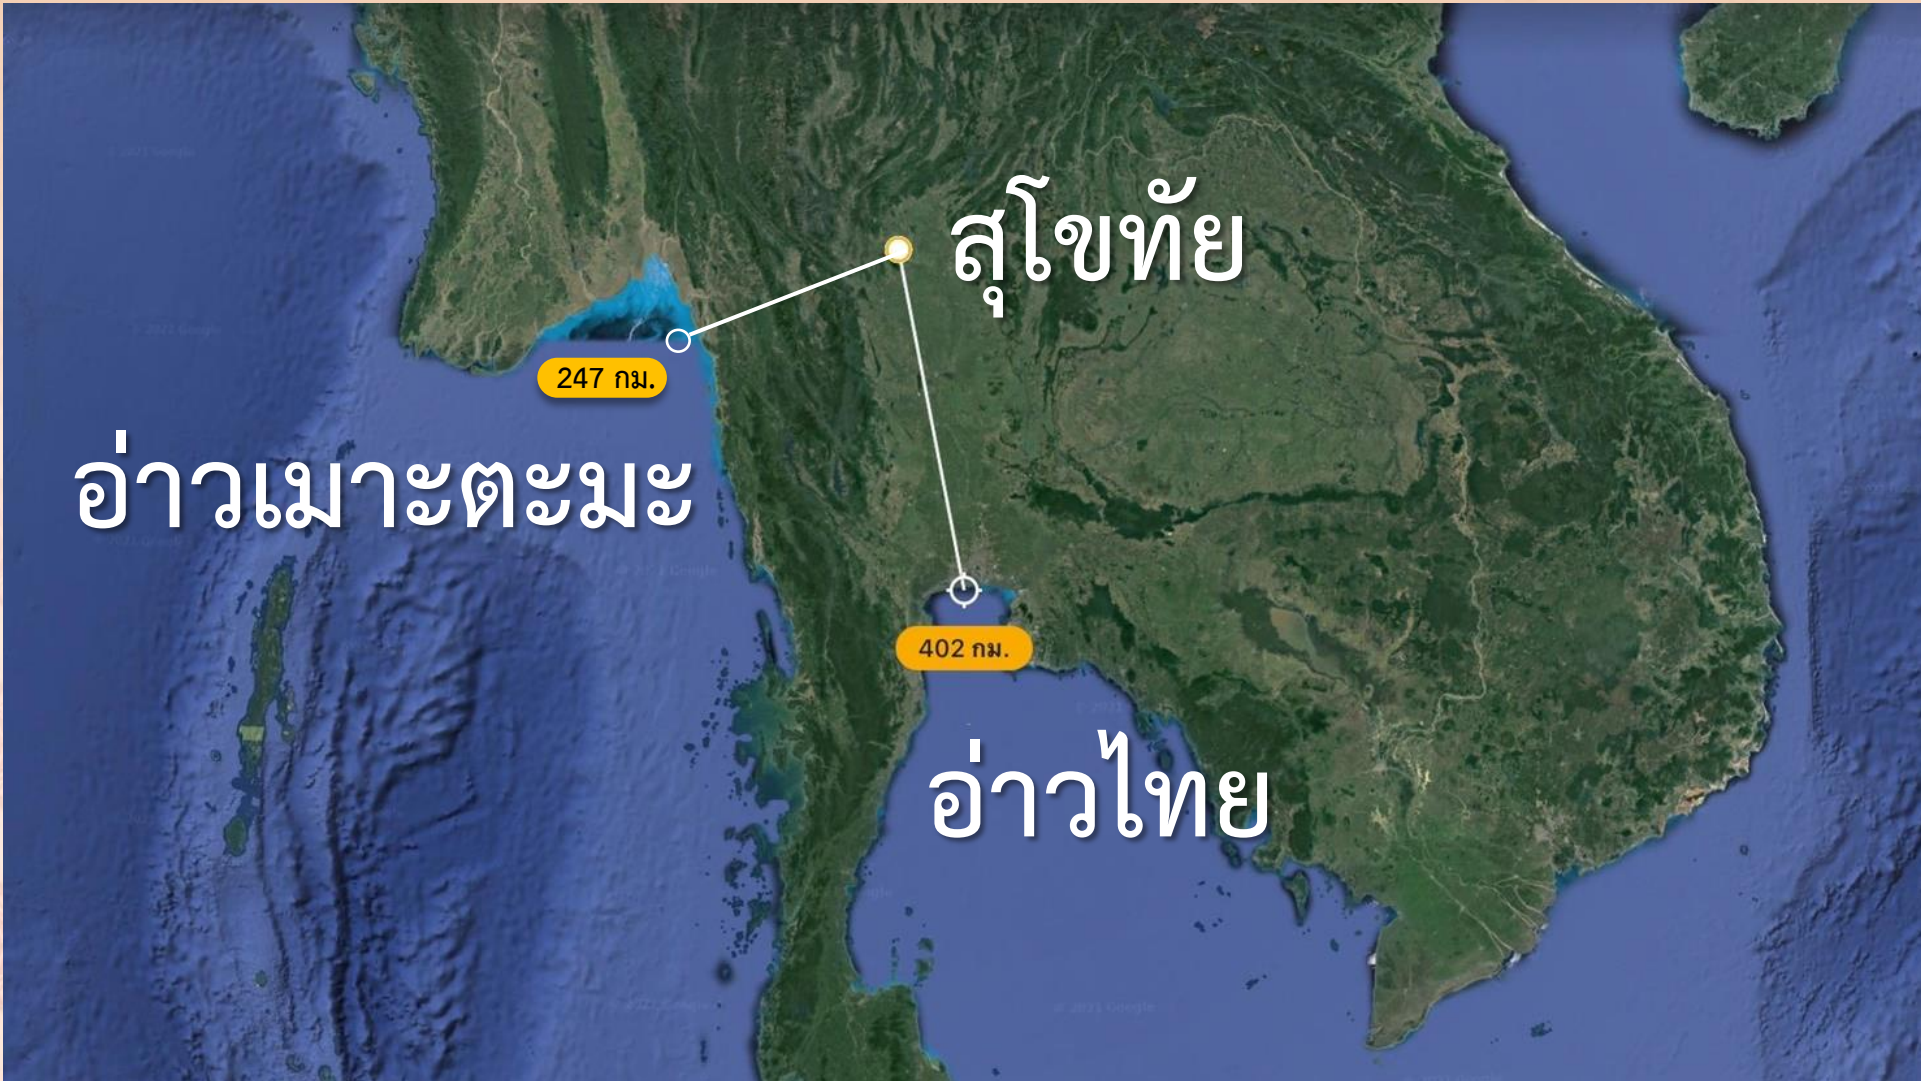 สุโขทัย
247 กม.
อ่าวเมาะตะมะ
402 กม.
อ่าวไทย